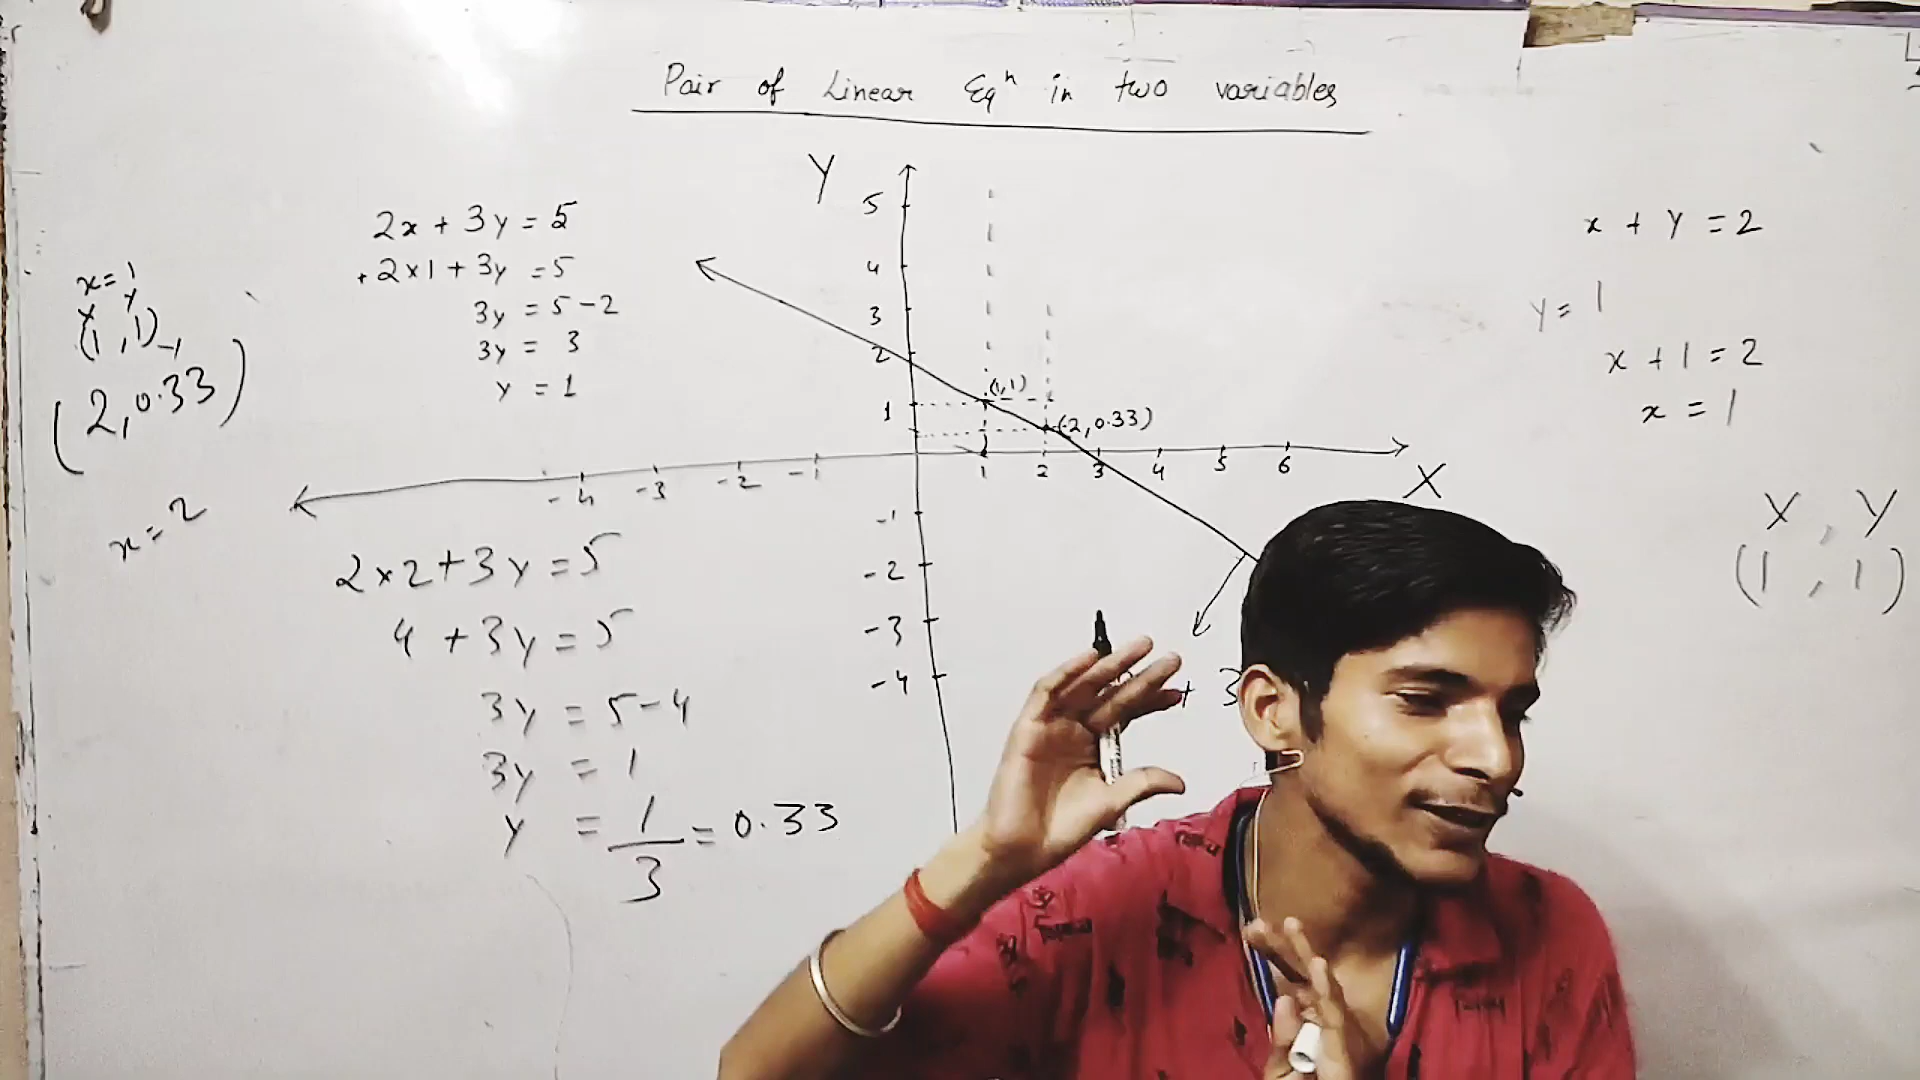 Pair of Linear Eqⁿ in two variables
2x + 3y = 5
2×1 + 3y = 5
3y = 5 - 2
3y = 3
y = 1
x = 1
x y
(1, 1)
(2, 0.33)
x = 2
2×2 + 3y = 5
4 + 3y = 5
3y = 5 - 4
3y = 1
y = 1/3 = 0.33
Y
5
4
3
2
1
(1,1)
(2, 0.33)
-4 -3 -2 -1 1 2 3 4 5 6
X
-1
-2
-3
-4
+ 3
x + y = 2
y = 1
x + 1 = 2
x = 1
X, Y
(1, 1)